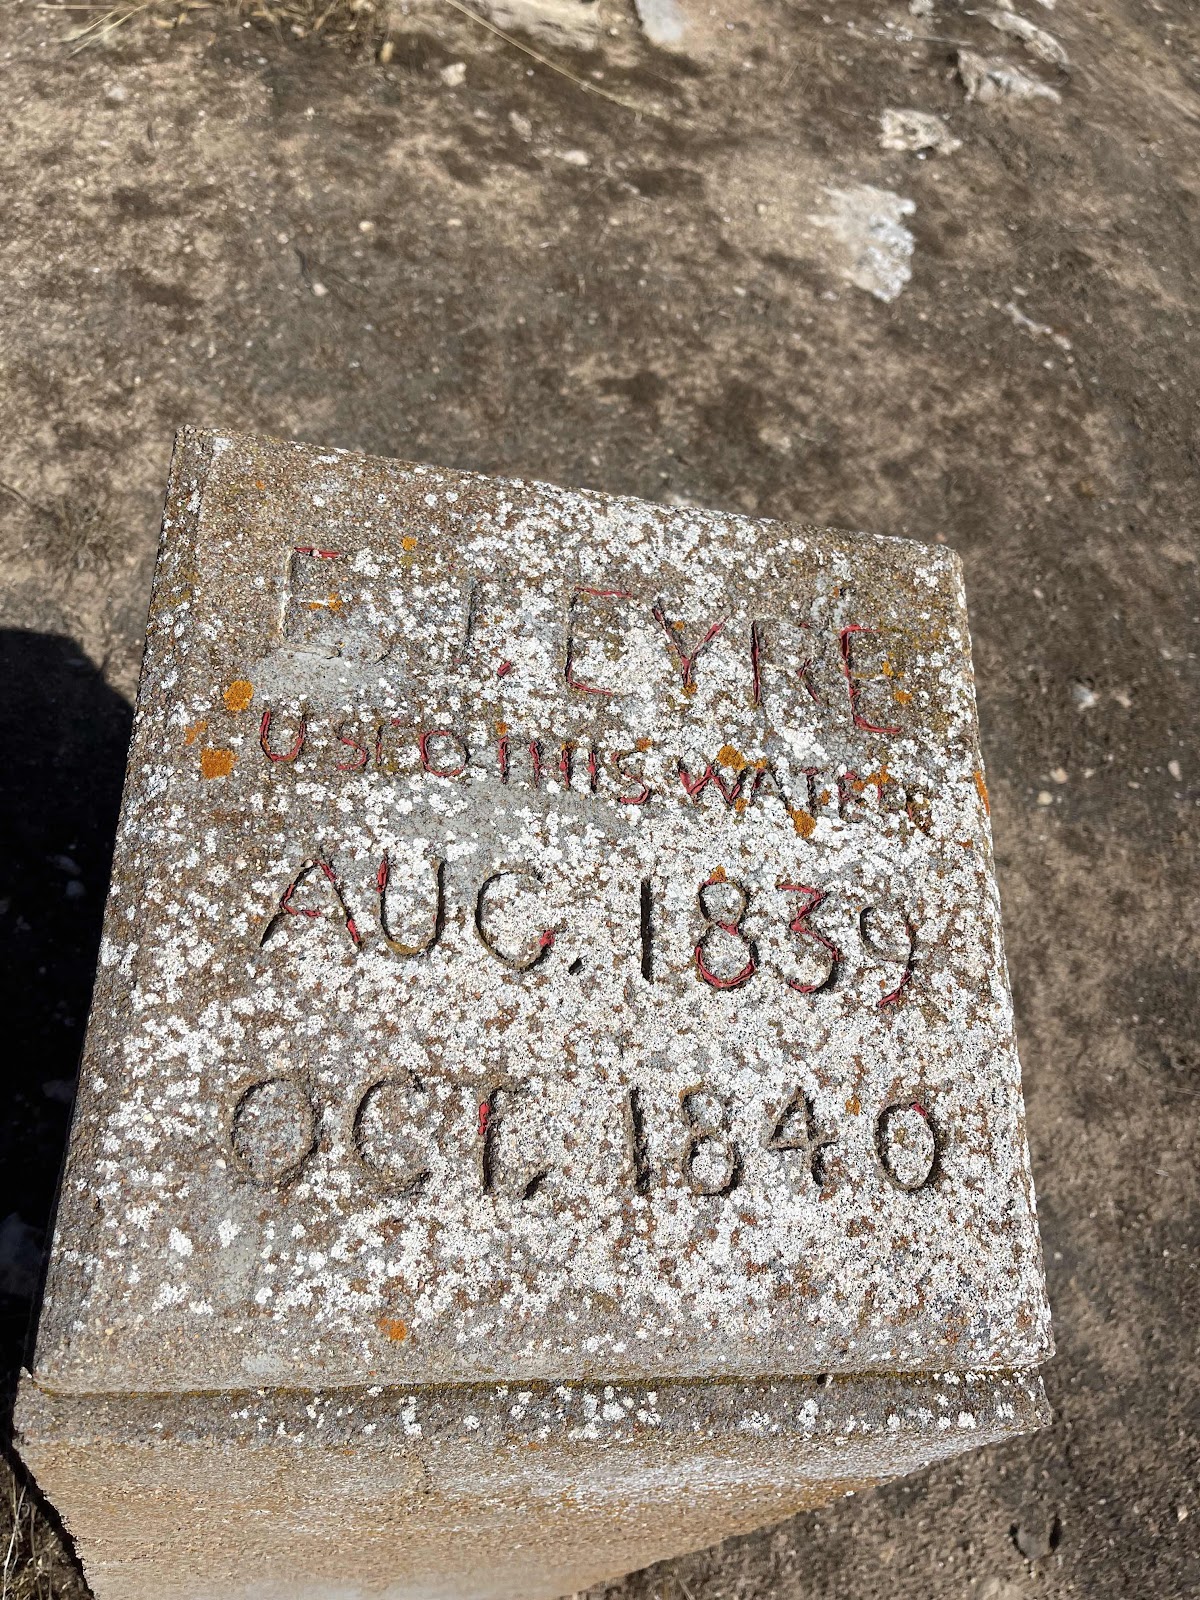 E.J. EYRE
USED THIS WATER
AUG. 1839
OCT. 1840